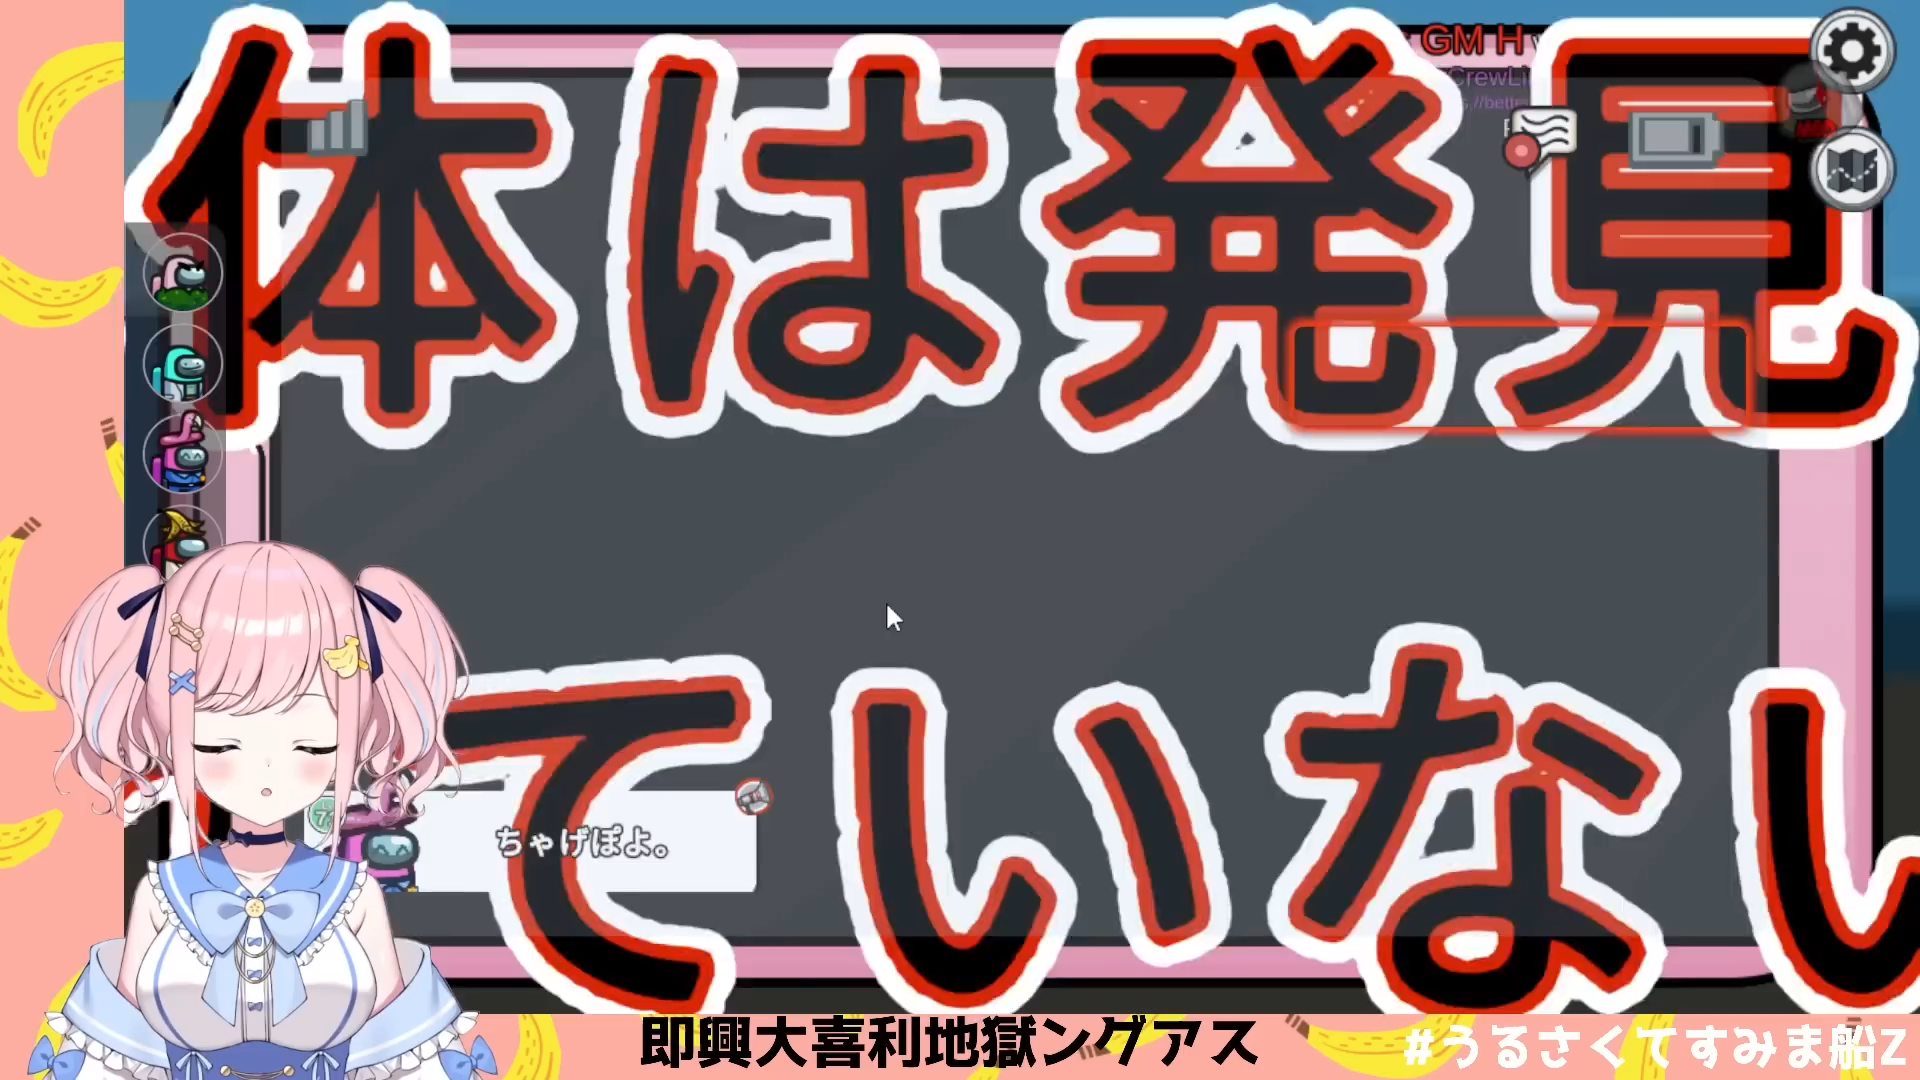 GM H
CrewLi
体は発見
ていない
ちゃげぽよ。
即興大喜利地獄ングアス
#うるさくてすみま船Z